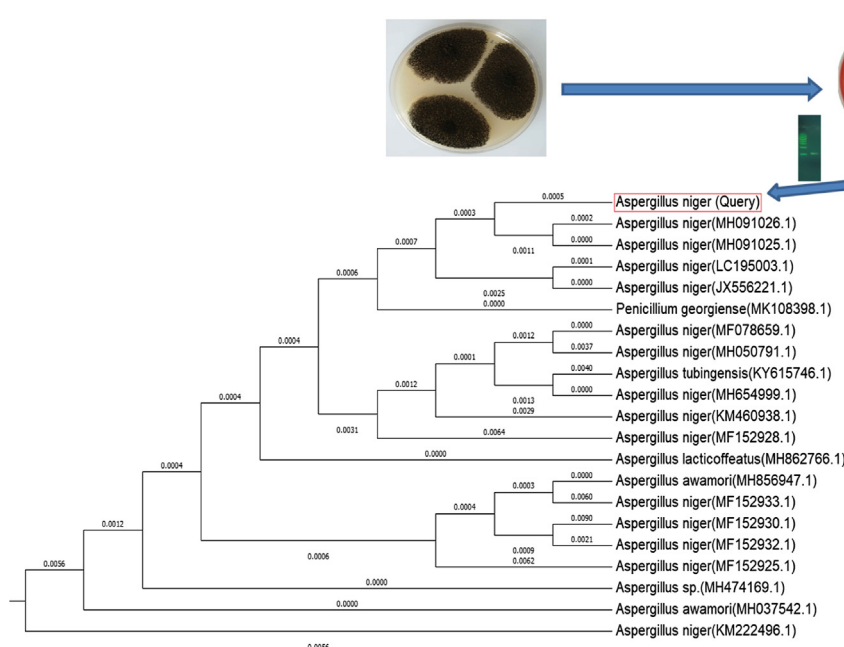 0.0005
Aspergillus niger (Query)
0.0003
0.0002
Aspergillus niger(MH091026.1)
0.0007
0.0011
0.0000
Aspergillus niger(MH091025.1)
0.0001
Aspergillus niger(LC195003.1)
0.0006
0.0000
Aspergillus niger(JX556221.1)
0.0025
0.0000
Penicillium georgiense(MK108398.1)
0.0004
0.0012
0.0000
Aspergillus niger(MF078659.1)
0.0001
0.0037
Aspergillus niger(MH050791.1)
0.0040
Aspergillus tubingensis(KY615746.1)
0.0004
0.0012
0.0013
0.0000
Aspergillus niger(MH654999.1)
0.0029
Aspergillus niger(KM460938.1)
0.0031
0.0064
Aspergillus niger(MF152928.1)
0.0000
Aspergillus lacticoffeatus(MH862766.1)
0.0004
0.0003
0.0000
Aspergillus awamori(MH856947.1)
0.0004
0.0060
Aspergillus niger(MF152933.1)
0.0012
0.0090
Aspergillus niger(MF152930.1)
0.0006
0.0009
0.0021
Aspergillus niger(MF152932.1)
0.0062
Aspergillus niger(MF152925.1)
0.0056
0.0000
Aspergillus sp.(MH474169.1)
0.0000
Aspergillus awamori(MH037542.1)
Aspergillus niger(KM222496.1)
0.0056